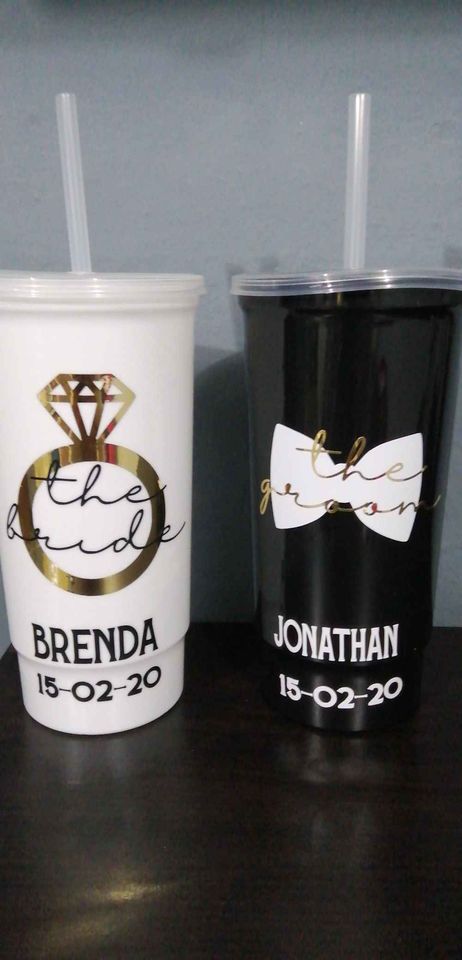 the
bride
BRENDA
15-02-20
the
groom
JONATHAN
15-02-20